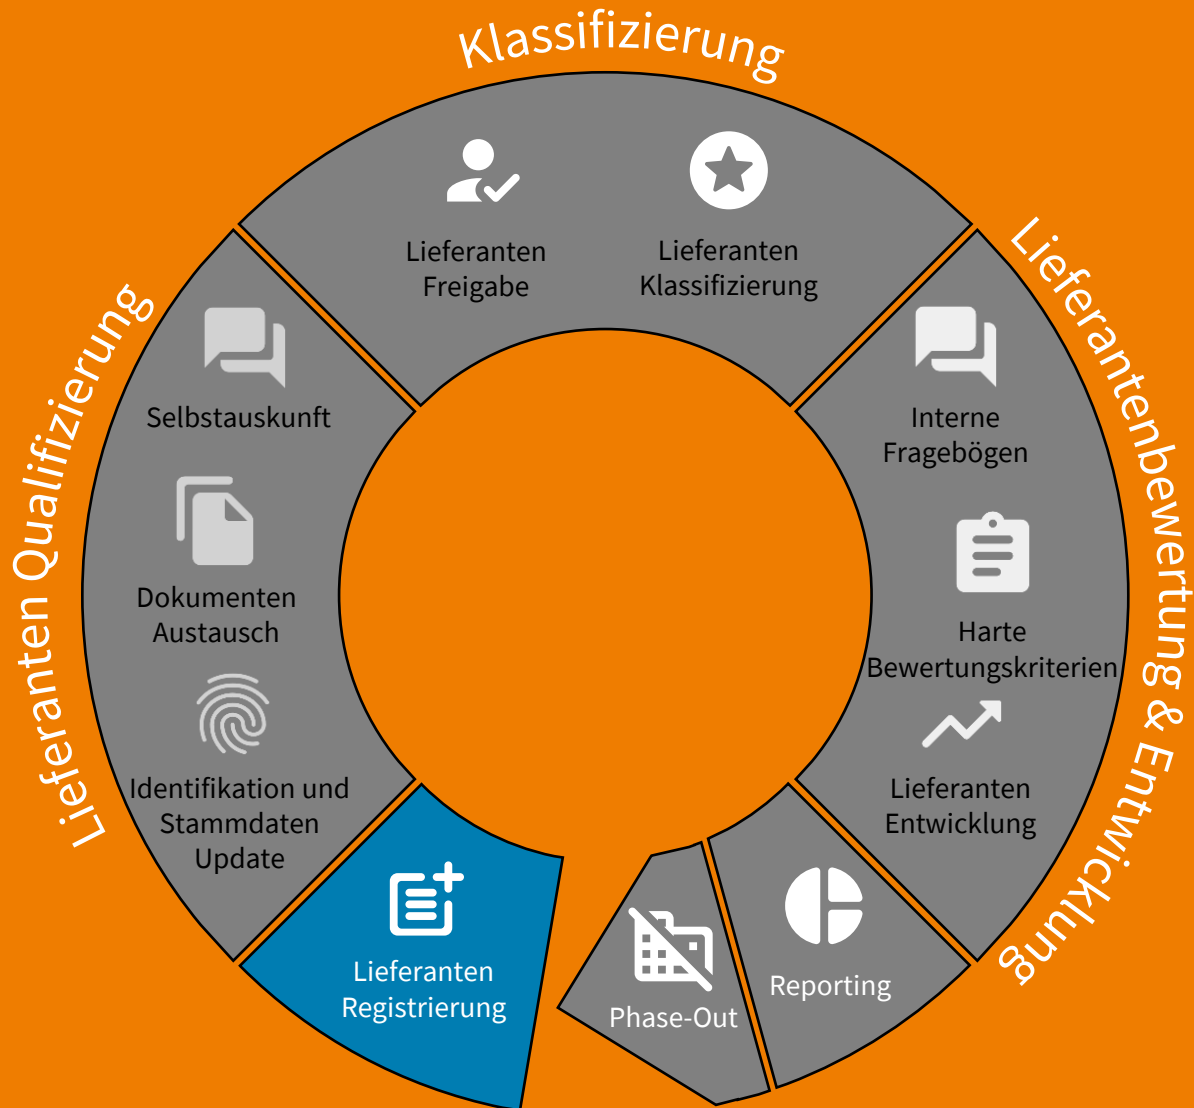 Klassifizierung
Lieferanten
Freigabe
Lieferanten
Klassifizierung
Lieferanten Qualifizierung
Selbstauskunft
Dokumenten
Austausch
Identifikation und
Stammdaten
Update
Lieferantenbewertung & Entwicklung
Interne
Fragebögen
Harte
Bewertungskriterien
Lieferanten
Entwicklung
Lieferanten
Registrierung
Phase-Out
Reporting